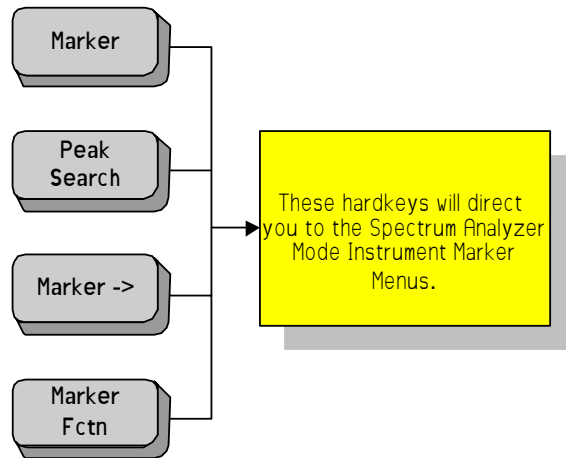 Marker
Peak
Search
Marker ->
Marker
Fctn
These hardkeys will direct
you to the Spectrum Analyzer
Mode Instrument Marker
Menus.